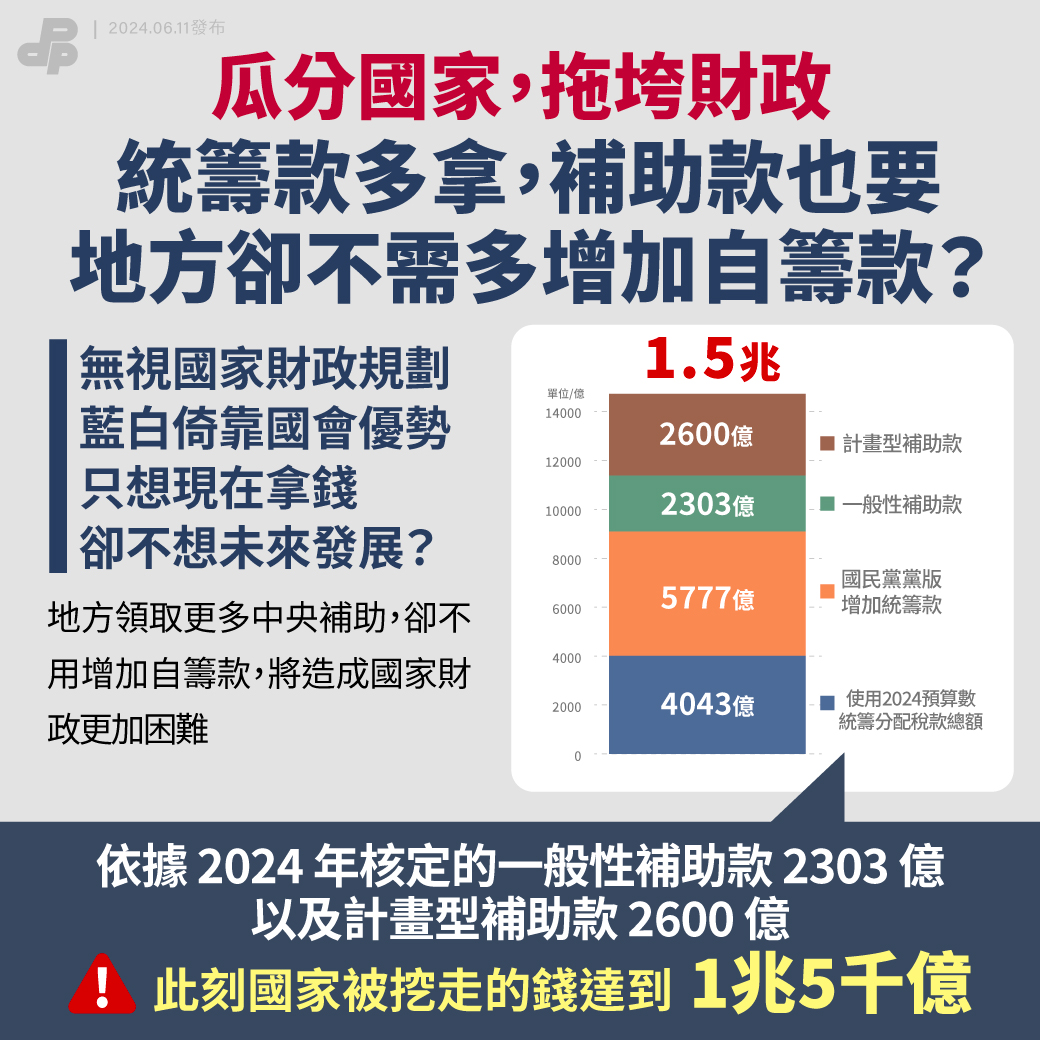 DPP
2024.06.11發布
瓜分國家，拖垮財政
統籌款多拿，補助款也要
地方卻不需多增加自籌款？
無視國家財政規劃
藍白倚靠國會優勢
只想現在拿錢
卻不想未來發展？
地方領取更多中央補助，卻不
用增加自籌款，將造成國家財
政更加困難
1.5兆
單位/億
14000
12000
10000
8000
6000
4000
2000
0
2600億
2303億
5777億
4043億
計畫型補助款
一般性補助款
國民黨黨版
增加統籌款
使用2024預算數
統籌分配稅款總額
依據 2024 年核定的一般性補助款 2303 億
以及計畫型補助款 2600 億
!
此刻國家被挖走的錢達到 1兆5千億